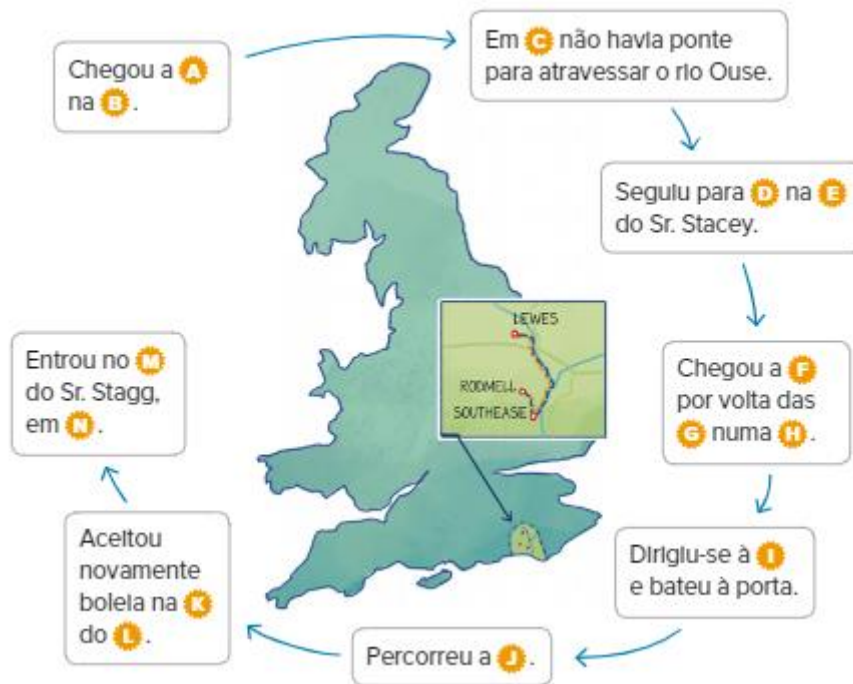 Chegou a A
na B.
Em C não havia ponte
para atravessar o rio Ouse.
Seguiu para D na E
do Sr. Stacey.
Chegou a F
por volta das
G numa H.
Dirigiu-se à I
e bateu à porta.
Percorreu a J.
Aceitou
novamente
boleia na K
do L.
Entrou no M
do Sr. Stagg,
em N.
LEWES
RODMELL
SOUTHEASE